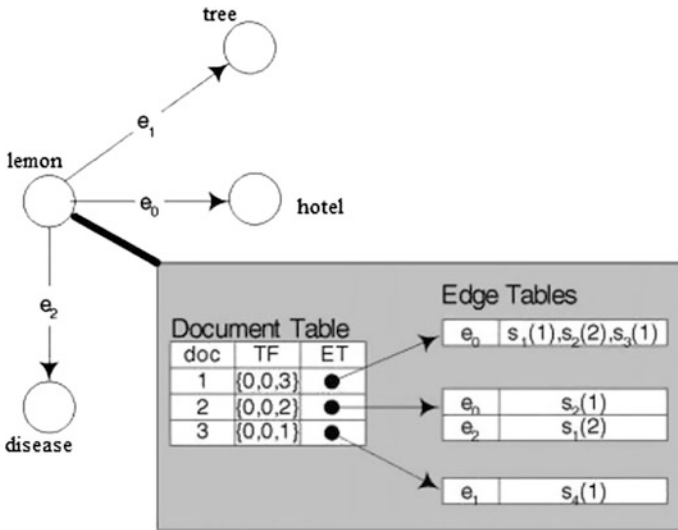 tree
e₁
lemon
e₀
hotel
e₂
disease
Edge Tables
e₀ s₁(1),s₂(2),s₃(1)
Document Table
doc TF ET
1 {0,0,3}
2 {0,0,2}
3 {0,0,1}
e₀ s₂(1)
e₂ s₁(2)
e₁ s₄(1)